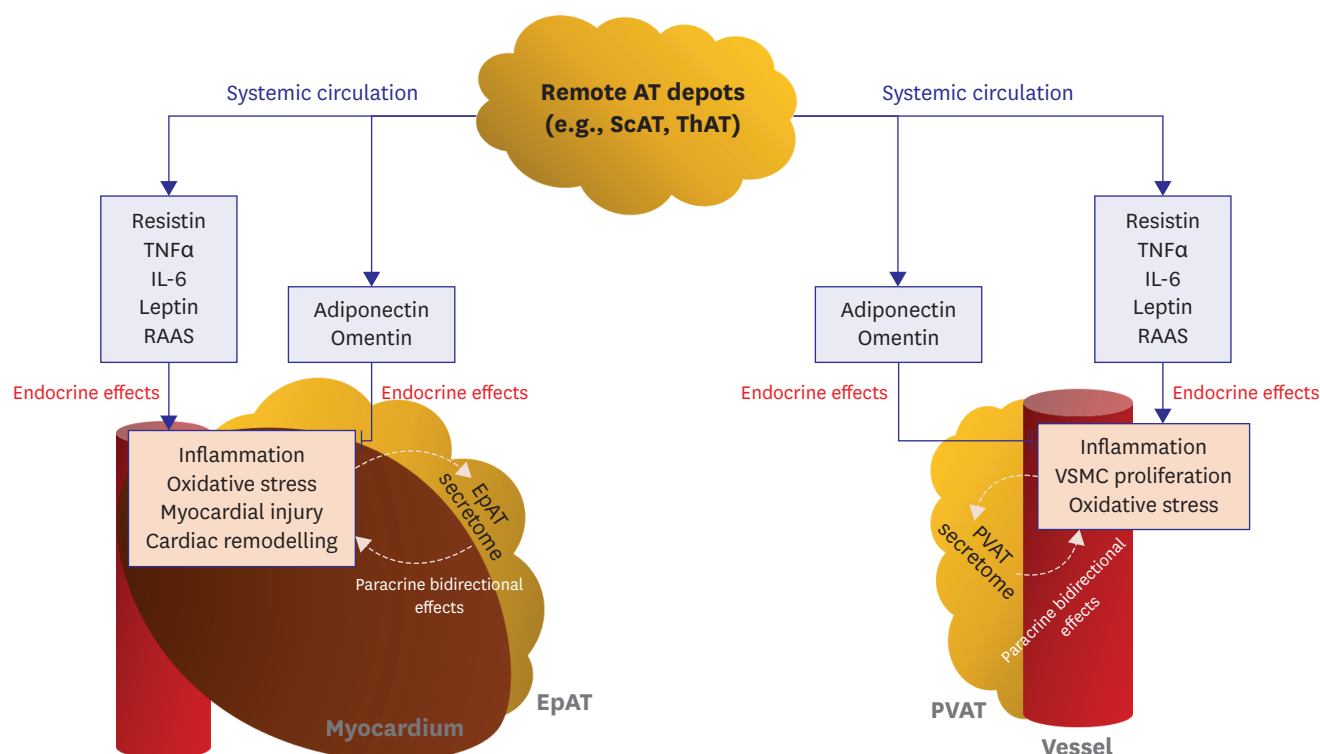 Remote AT depots
(e.g., ScAT, ThAT)
Systemic circulation
Systemic circulation
Resistin
TNFα
IL-6
Leptin
RAAS
Adiponectin
Omentin
Adiponectin
Omentin
Resistin
TNFα
IL-6
Leptin
RAAS
Endocrine effects
Endocrine effects
Endocrine effects
Endocrine effects
Inflammation
Oxidative stress
Myocardial injury
Cardiac remodelling
EpAT
secretome
Paracrine bidirectional
effects
EpAT
Myocardium
Inflammation
VSMC proliferation
Oxidative stress
PVAT
secretome
Paracrine bidirectional
effects
PVAT
Vessel